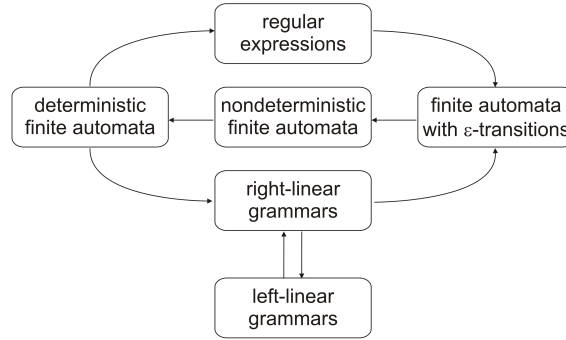 regular
expressions
deterministic
finite automata
nondeterministic
finite automata
finite automata
with ε-transitions
right-linear
grammars
left-linear
grammars